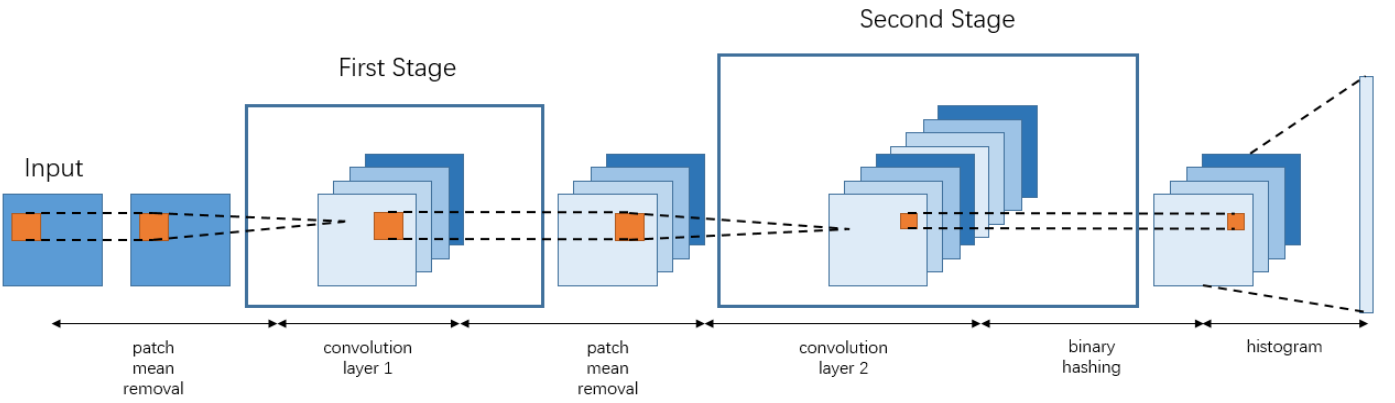 Second Stage
First Stage
Input
patch
mean
removal
convolution
layer 1
patch
mean
removal
convolution
layer 2
binary
hashing
histogram